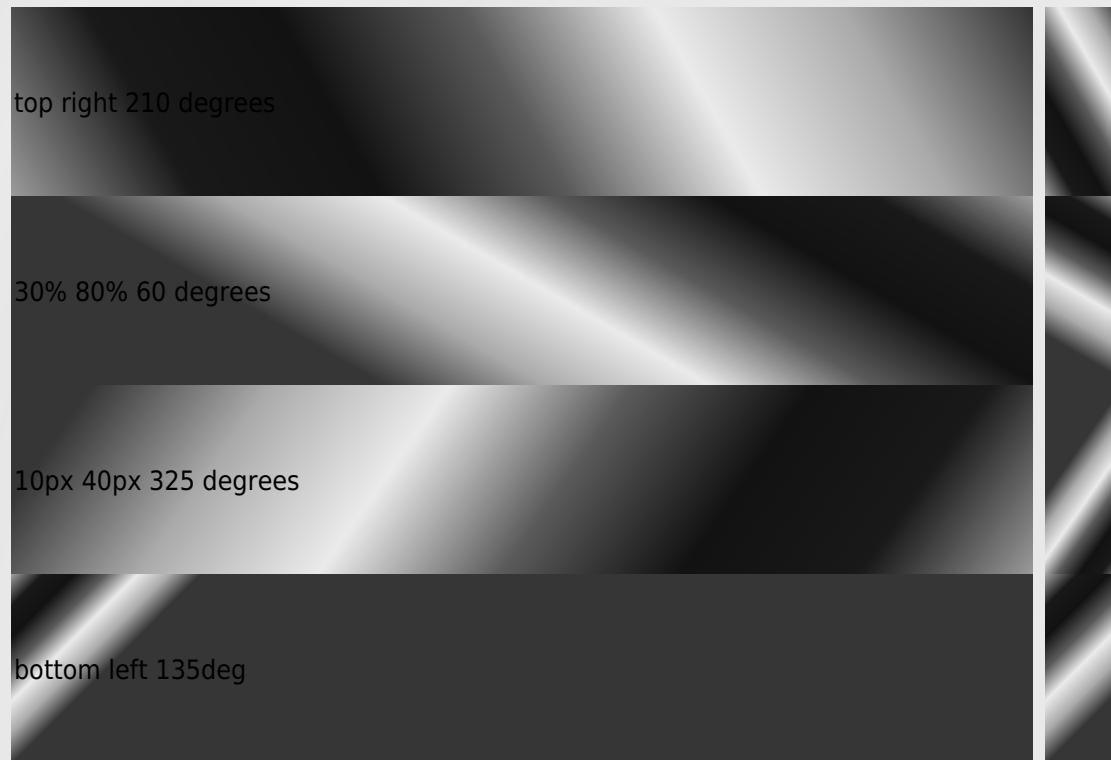 top right 210 degrees
30% 80% 60 degrees
10px 40px 325 degrees
bottom left 135deg